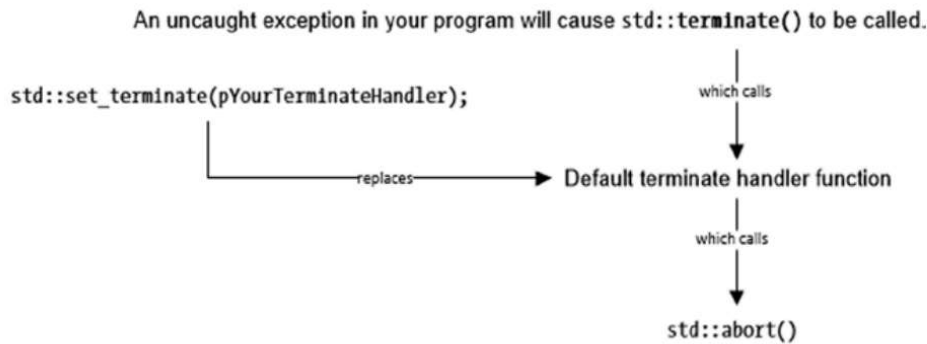 An uncaught exception in your program will cause std::terminate() to be called.
std::set_terminate(pYourTerminateHandler);
which calls
replaces
Default terminate handler function
which calls
std::abort()